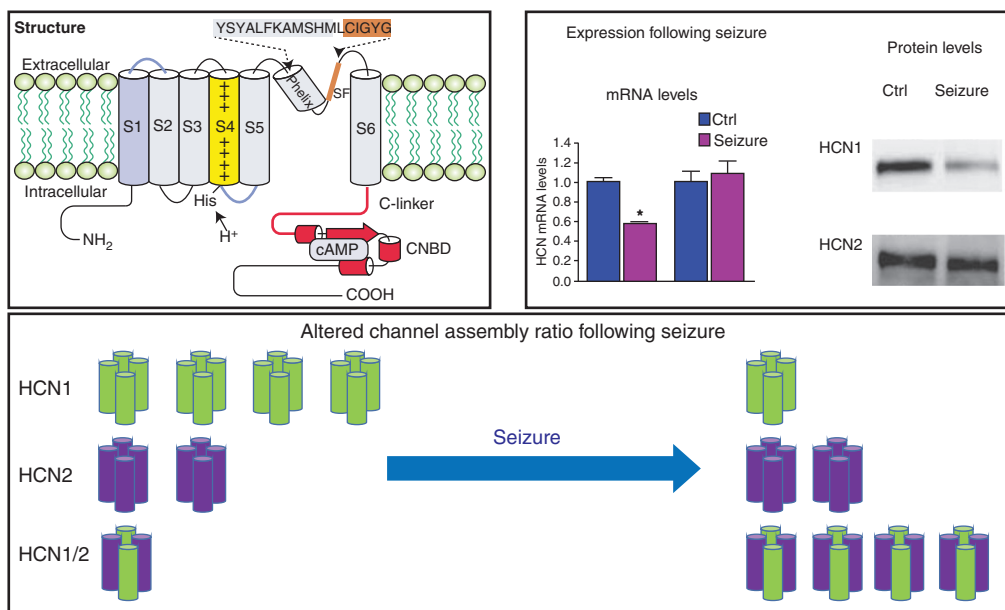 Structure
YSYALFKAMSHMLCIGYG
Extracellular
Phelix
SF
S1
S2
S3
S4
S5
S6
+
+
+
+
+
+
+
+
Intracellular
His
H+
NH2
C-linker
+
cAMP
CNBD
COOH
Expression following seizure
mRNA levels
Ctrl
Seizure
HCN mRNA levels
1.4
1.2
1.0
0.8
0.6
0.4
0.2
0.0
*
Protein levels
Ctrl Seizure
HCN1
HCN2
Altered channel assembly ratio following seizure
HCN1
HCN2
Seizure
HCN1/2